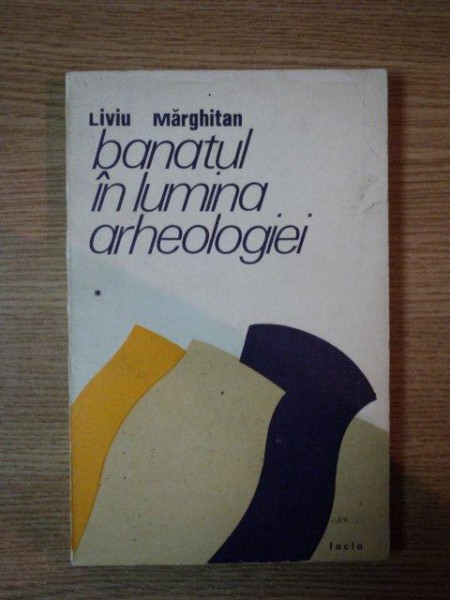 Liviu Mărghitan
banatul
în lumina
arheologiei
*
facla